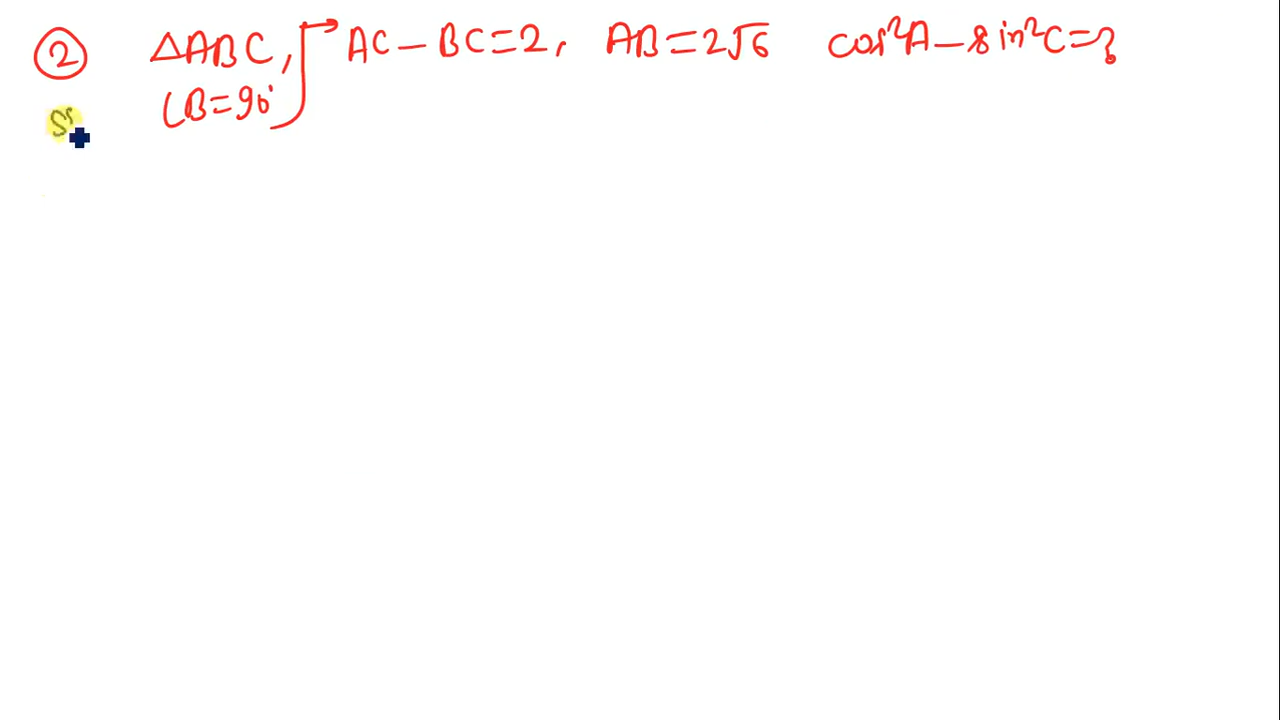 ② △ABC, AC - BC = 2, AB = 2√6 cos²A - sin²C = ?
∠B = 90°